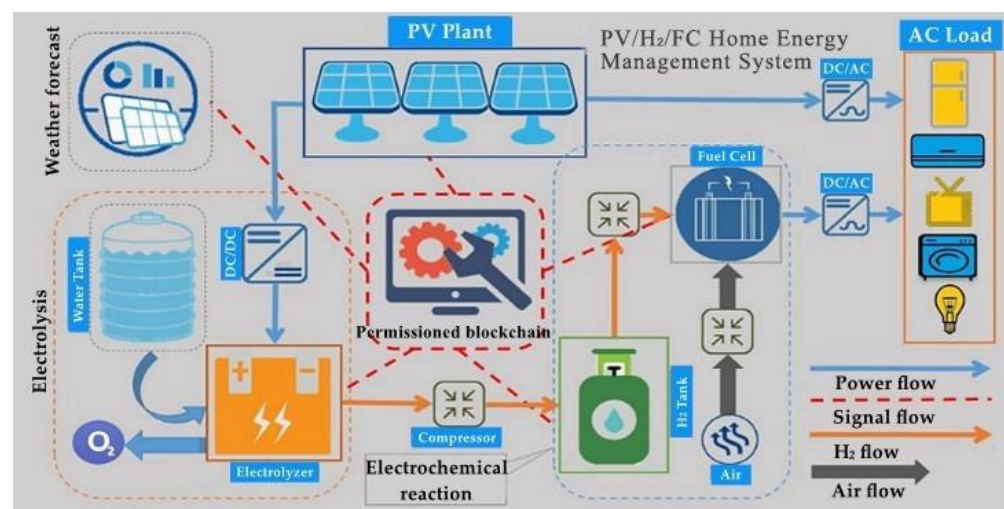 PV Plant
PV/H₂/FC Home Energy
Management System
AC Load
Weather forecast
DC/AC
Fuel Cell
DC/AC
Water Tank
DC/DC
Electrolysis
Permissioned blockchain
+ −
T
H₂ Tank
Power flow
Signal flow
H₂ flow
Air flow
O₂
Electrolyzer
Compressor
Electrochemical
reaction
Air